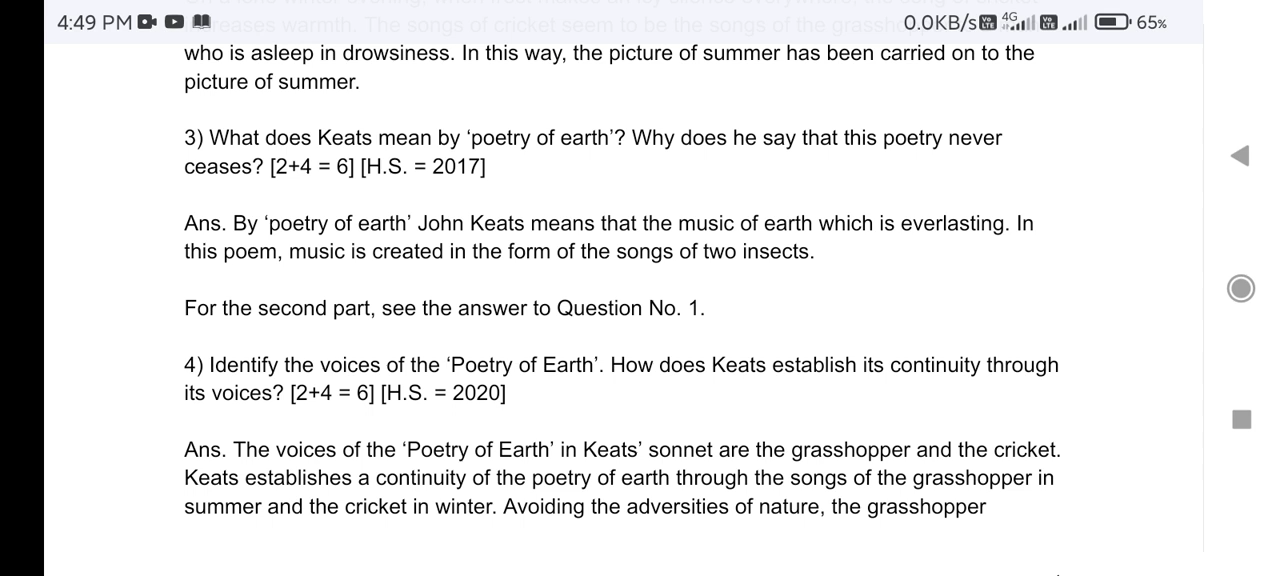 4:49 PM 0.0KB/s 4G 65%
who is asleep in drowsiness. In this way, the picture of summer has been carried on to the
picture of summer.
3) What does Keats mean by ‘poetry of earth’? Why does he say that this poetry never
ceases? [2+4 = 6] [H.S. = 2017]
Ans. By ‘poetry of earth’ John Keats means that the music of earth which is everlasting. In
this poem, music is created in the form of the songs of two insects.
For the second part, see the answer to Question No. 1.
4) Identify the voices of the ‘Poetry of Earth’. How does Keats establish its continuity through
its voices? [2+4 = 6] [H.S. = 2020]
Ans. The voices of the ‘Poetry of Earth’ in Keats’ sonnet are the grasshopper and the cricket.
Keats establishes a continuity of the poetry of earth through the songs of the grasshopper in
summer and the cricket in winter. Avoiding the adversities of nature, the grasshopper